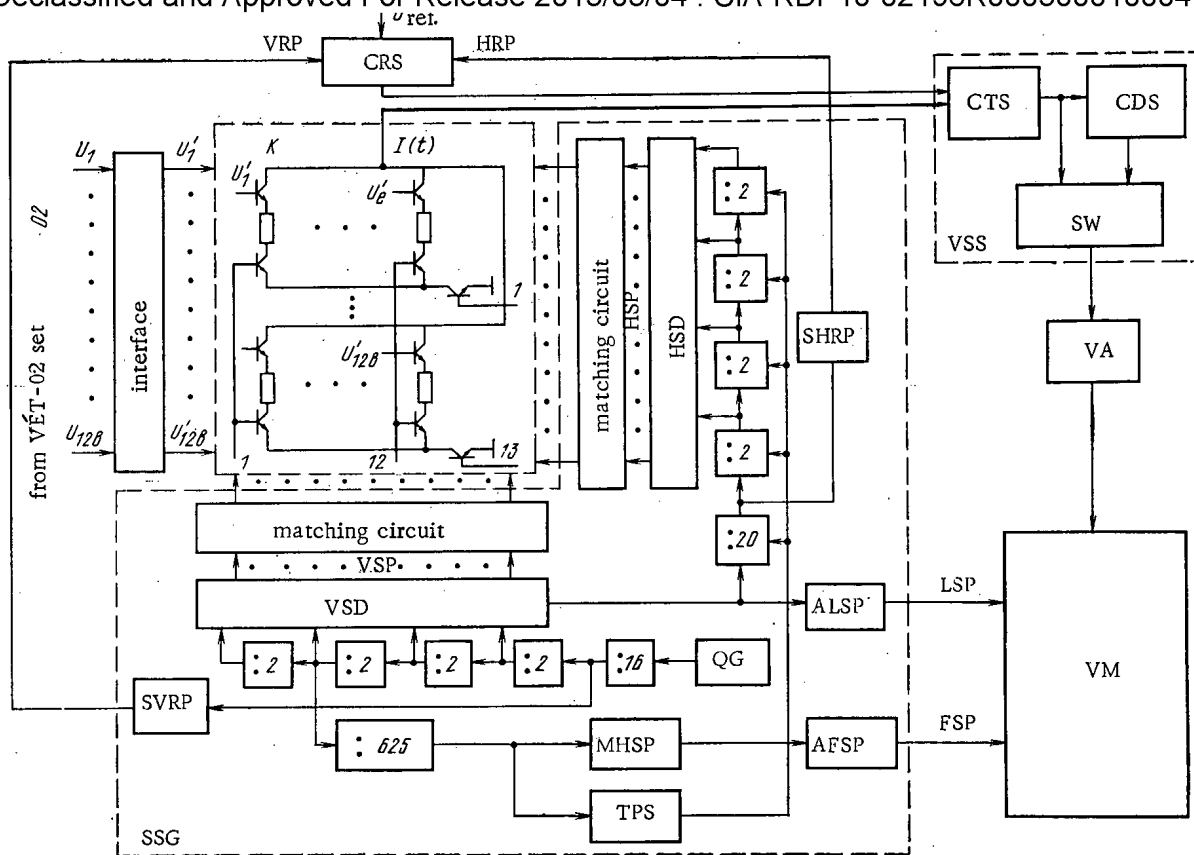 Declassified and Approved For Release
U ref.
VRP
HRP
CRS
CTS
CDS
SW
VSS
VA
VM
from VÉT-02 set
02
U₁
U₁'
U₁₂₈
U'₁₂₈
interface
K
I(t)
U₁'
U'ₑ
U'₁₂₈
1
13
1
12
matching circuit
HSP
HSD
:2
:2
:2
:2
:20
SHRP
matching circuit
VSP
VSD
:2
:2
:2
:2
:16
QG
ALSP
LSP
SVRP
:625
MHSP
AFSP
FSP
TPS
SSG